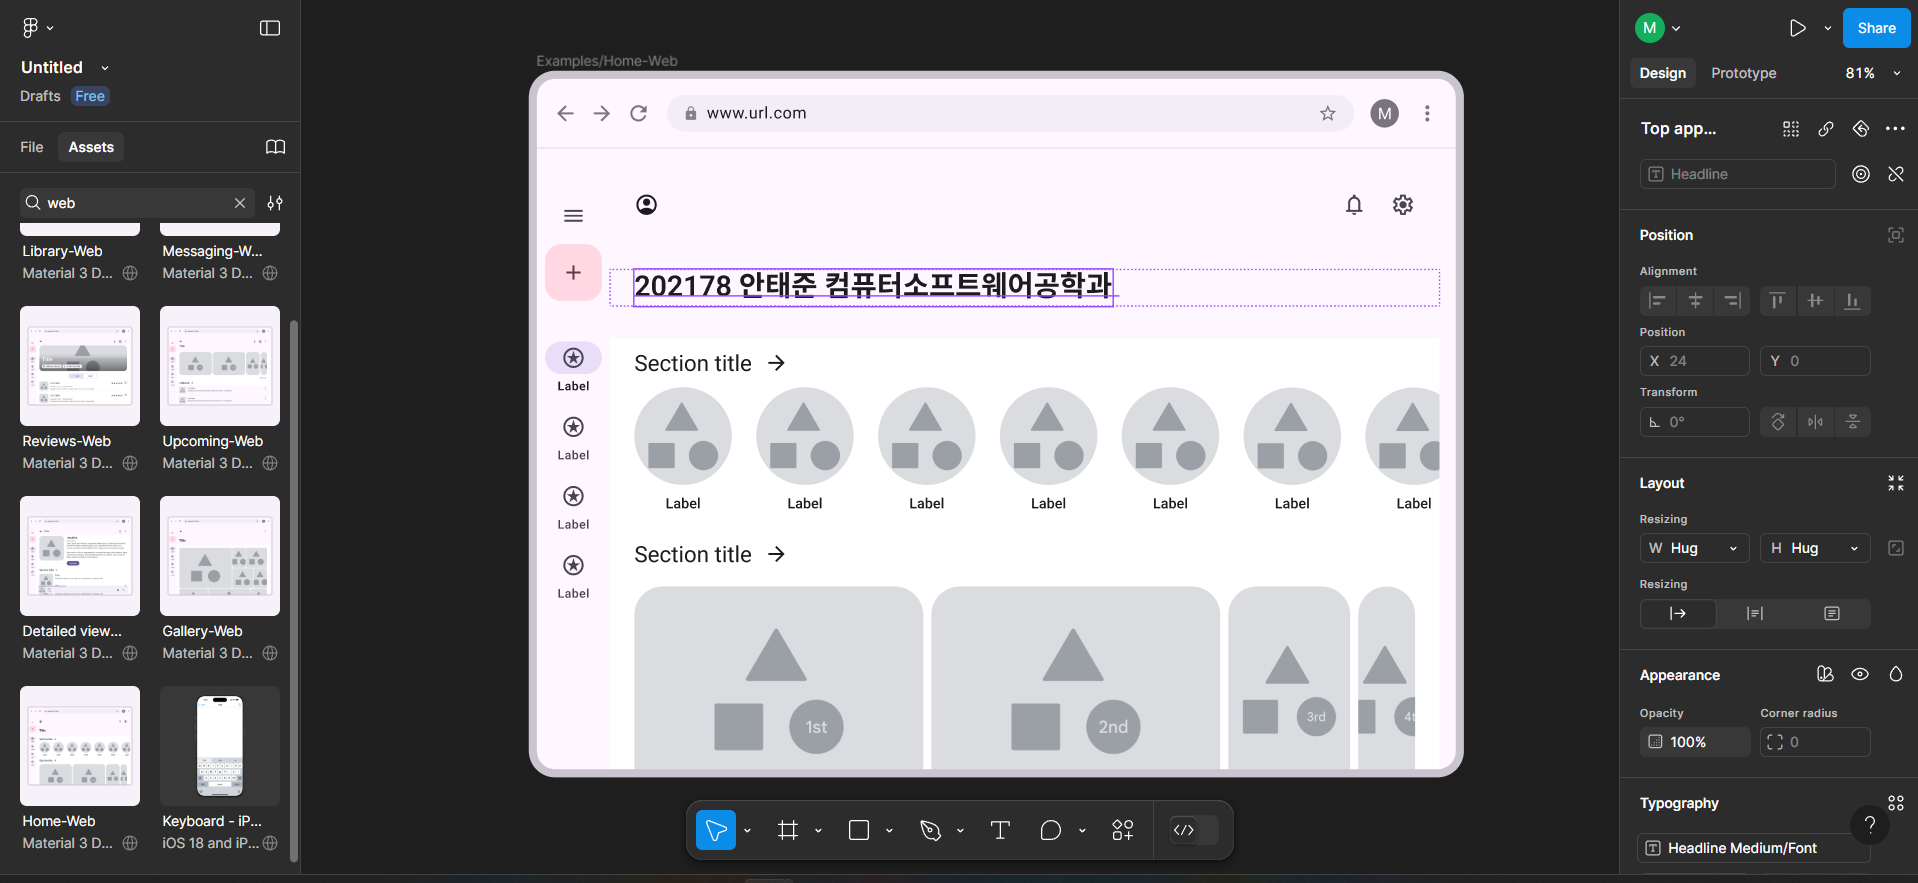 Untitled
Drafts Free
File Assets
web
Library-Web
Material 3 D...
Messaging-W...
Material 3 D...
Reviews-Web
Material 3 D...
Upcoming-Web
Material 3 D...
Detailed view...
Material 3 D...
Gallery-Web
Material 3 D...
Home-Web
Material 3 D...
Keyboard - iP...
iOS 18 and iP...
Examples/Home-Web
www.url.com
M
202178 안태준 컴퓨터소프트웨어공학과
Label
Label
Label
Label
Section title
Label
Label
Label
Label
Label
Label
Label
Section title
1st
2nd
3rd
4t
M
Share
Design Prototype 81%
Top app...
Headline
Position
Alignment
Position
X 24
Y 0
Transform
0°
Layout
Resizing
W Hug
H Hug
Resizing
Appearance
Opacity
Corner radius
100%
0
Typography
?
Headline Medium/Font